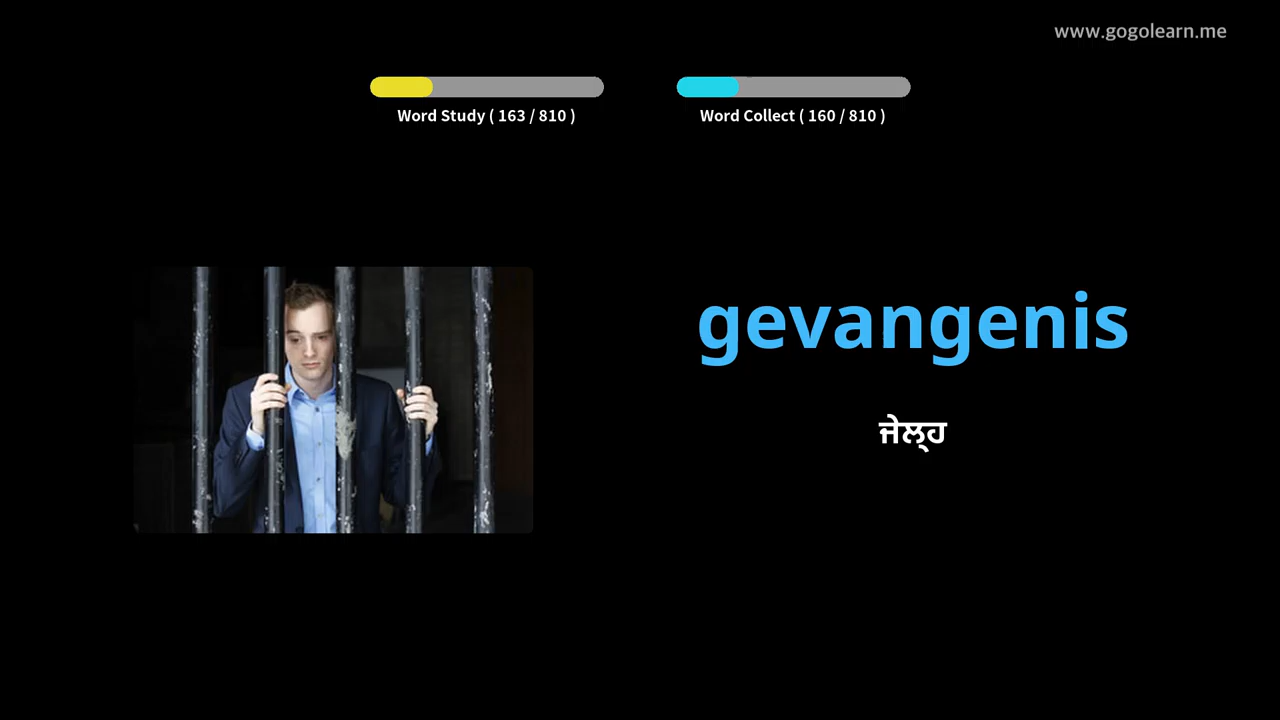 www.gogolearn.me
Word Study ( 163 / 810 )
Word Collect ( 160 / 810 )
gevangenis
ਜੇਲ੍ਹ